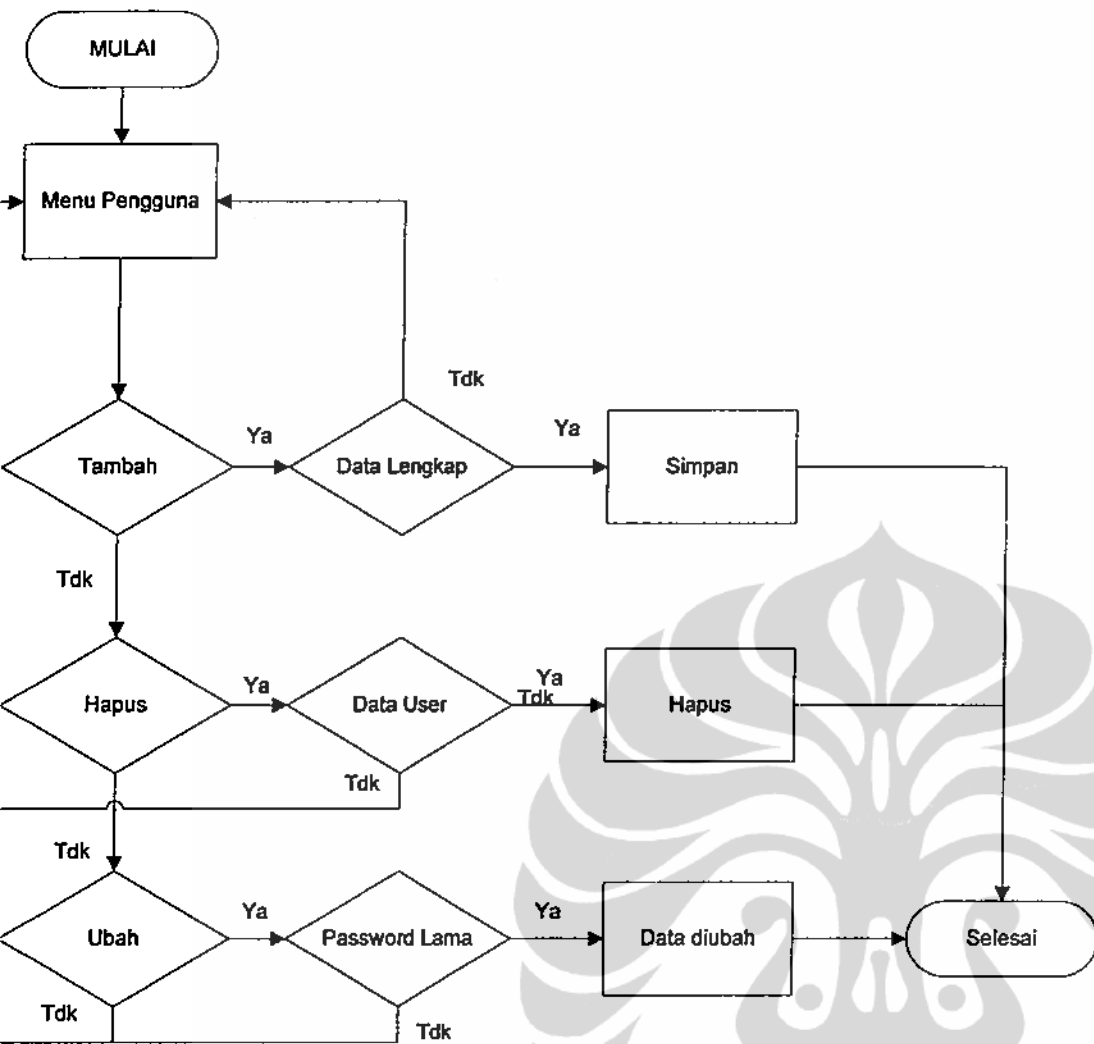 MULAI
Menu Pengguna
Tdk
Tambah
Ya
Data Lengkap
Ya
Simpan
Tdk
Hapus
Ya
Data User
Ya
Tdk
Hapus
Tdk
Tdk
Ubah
Ya
Password Lama
Ya
Data diubah
Selesai
Tdk
Tdk